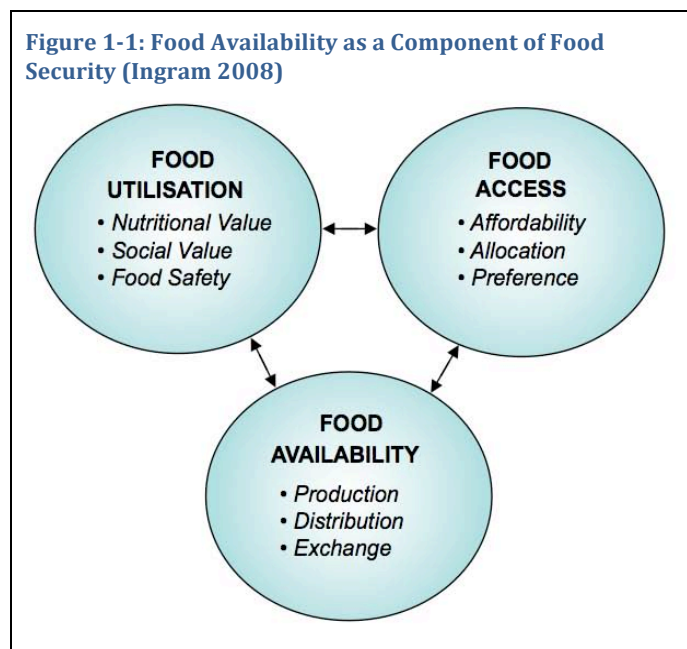 Figure 1-1: Food Availability as a Component of Food
Security (Ingram 2008)
FOOD
UTILISATION
• Nutritional Value
• Social Value
• Food Safety
FOOD
ACCESS
• Affordability
• Allocation
• Preference
FOOD
AVAILABILITY
• Production
• Distribution
• Exchange